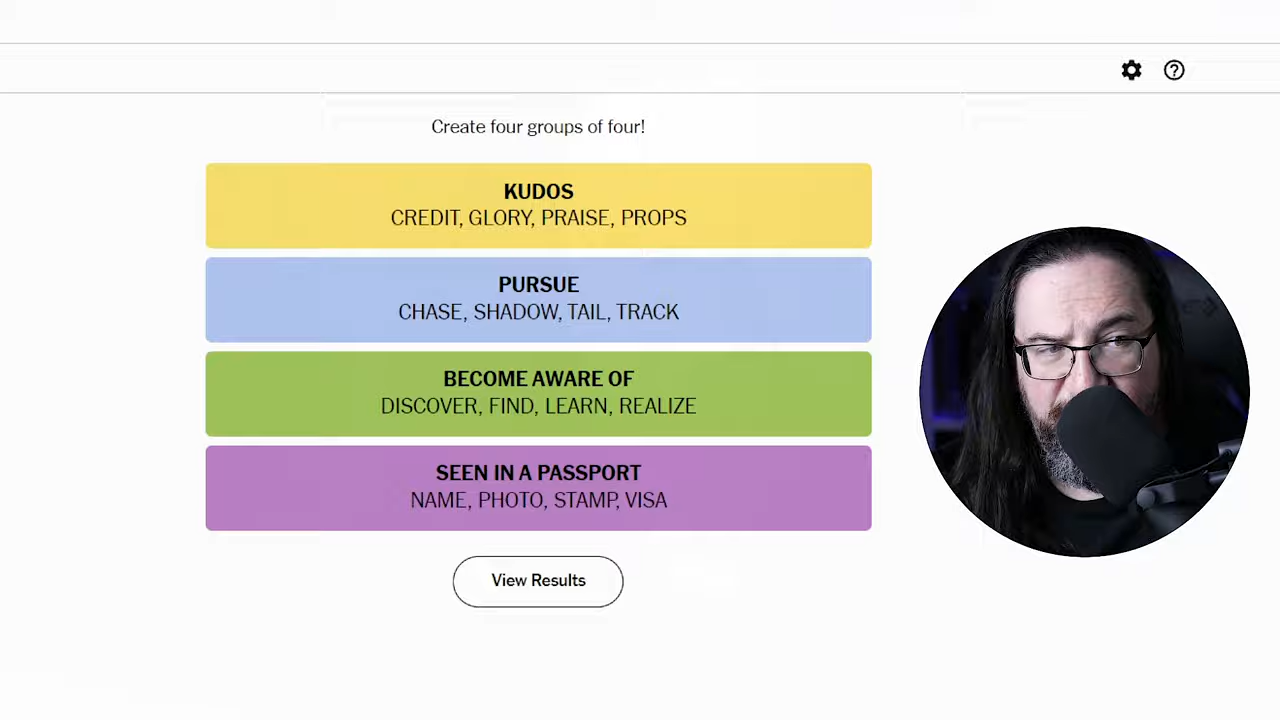 Create four groups of four!
KUDOS
CREDIT, GLORY, PRAISE, PROPS
PURSUE
CHASE, SHADOW, TAIL, TRACK
BECOME AWARE OF
DISCOVER, FIND, LEARN, REALIZE
SEEN IN A PASSPORT
NAME, PHOTO, STAMP, VISA
View Results